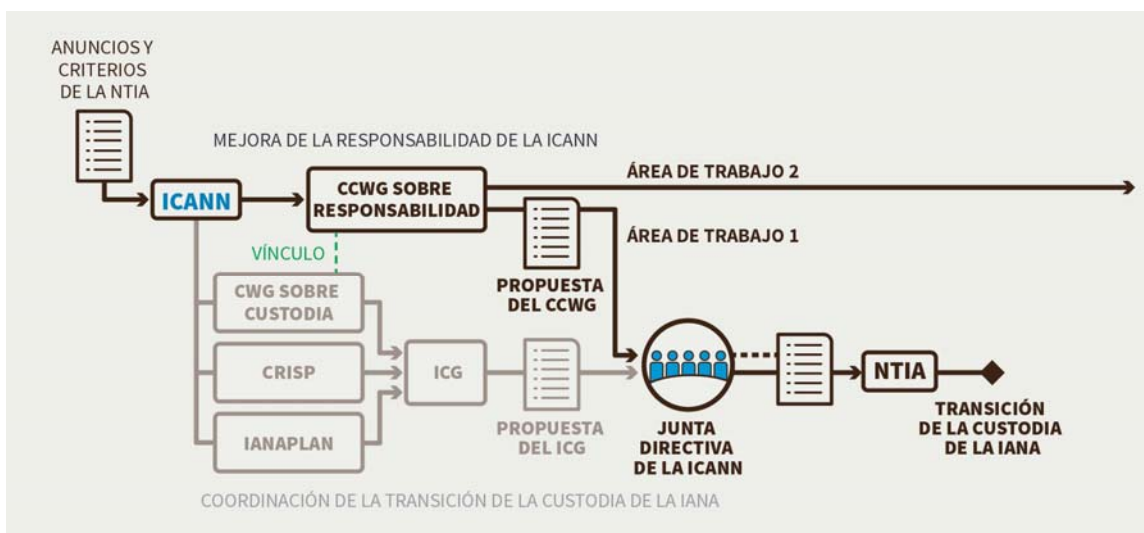 ANUNCIOS Y
CRITERIOS
DE LA NTIA
MEJORA DE LA RESPONSABILIDAD DE LA ICANN
ICANN
CCWG SOBRE
RESPONSABILIDAD
ÁREA DE TRABAJO 2
ÁREA DE TRABAJO 1
VÍNCULO
PROPUESTA
DEL CCWG
CWG SOBRE
CUSTODIA
CRISP
IANAPLAN
ICG
PROPUESTA
DEL ICG
JUNTA
DIRECTIVA
DE LA ICANN
NTIA
TRANSICIÓN
DE LA CUSTODIA
DE LA IANA
COORDINACIÓN DE LA TRANSICIÓN DE LA CUSTODIA DE LA IANA